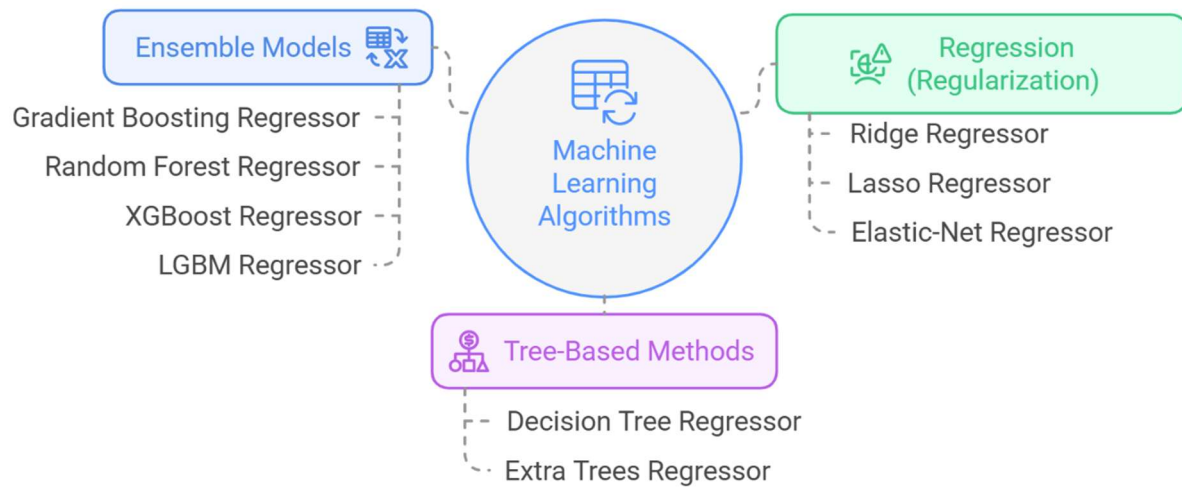 Ensemble Models
Gradient Boosting Regressor
Random Forest Regressor
XGBoost Regressor
LGBM Regressor
Machine
Learning
Algorithms
Regression
(Regularization)
Ridge Regressor
Lasso Regressor
Elastic-Net Regressor
Tree-Based Methods
Decision Tree Regressor
Extra Trees Regressor